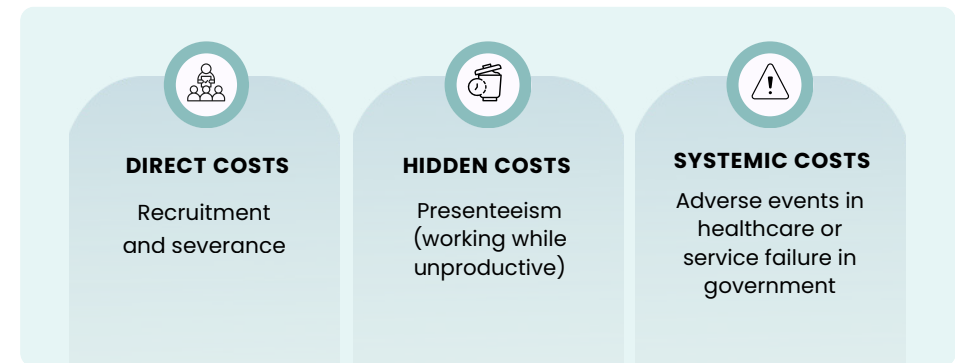 DIRECT COSTS
Recruitment
and severance
HIDDEN COSTS
Presenteeism
(working while
unproductive)
SYSTEMIC COSTS
Adverse events in
healthcare or
service failure in
government